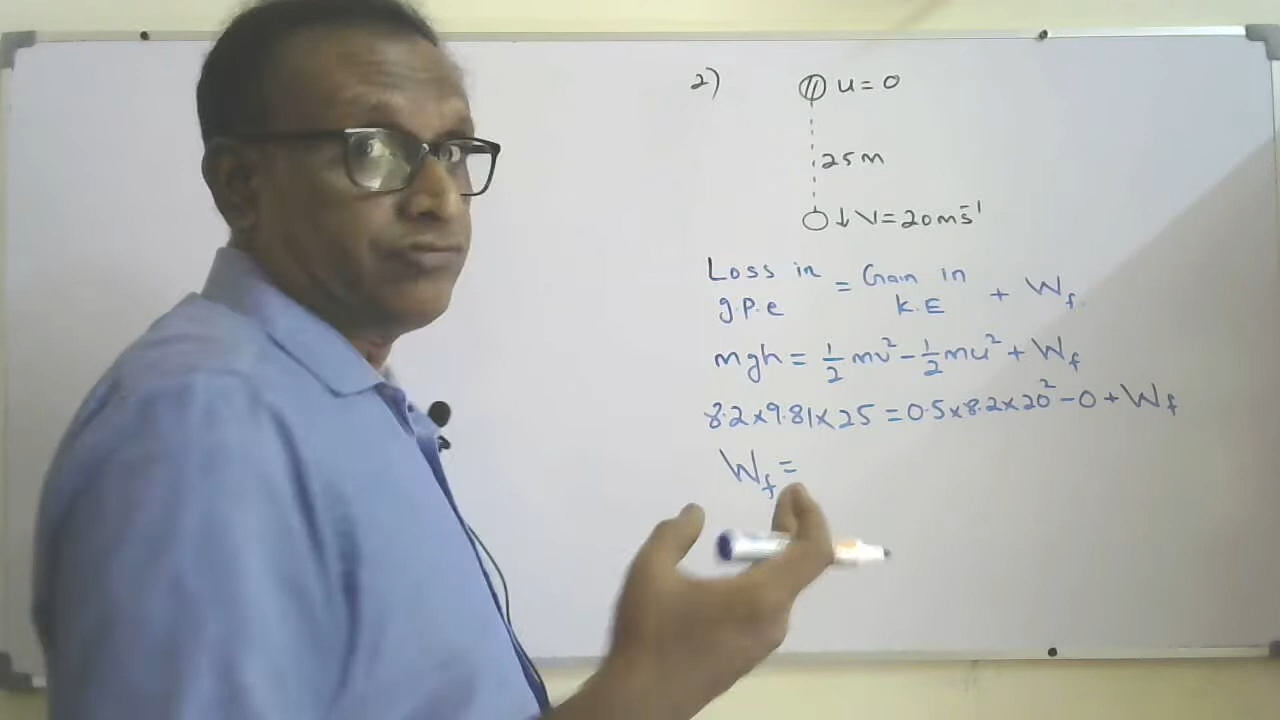 2) u = 0
25m
↓ V = 20ms⁻¹
Loss in g.p.e = Gain in K.E + W_f
mgh = ½mv² - ½mu² + W_f
8.2×9.81×25 = 0.5×8.2×20² - 0 + W_f
W_f =